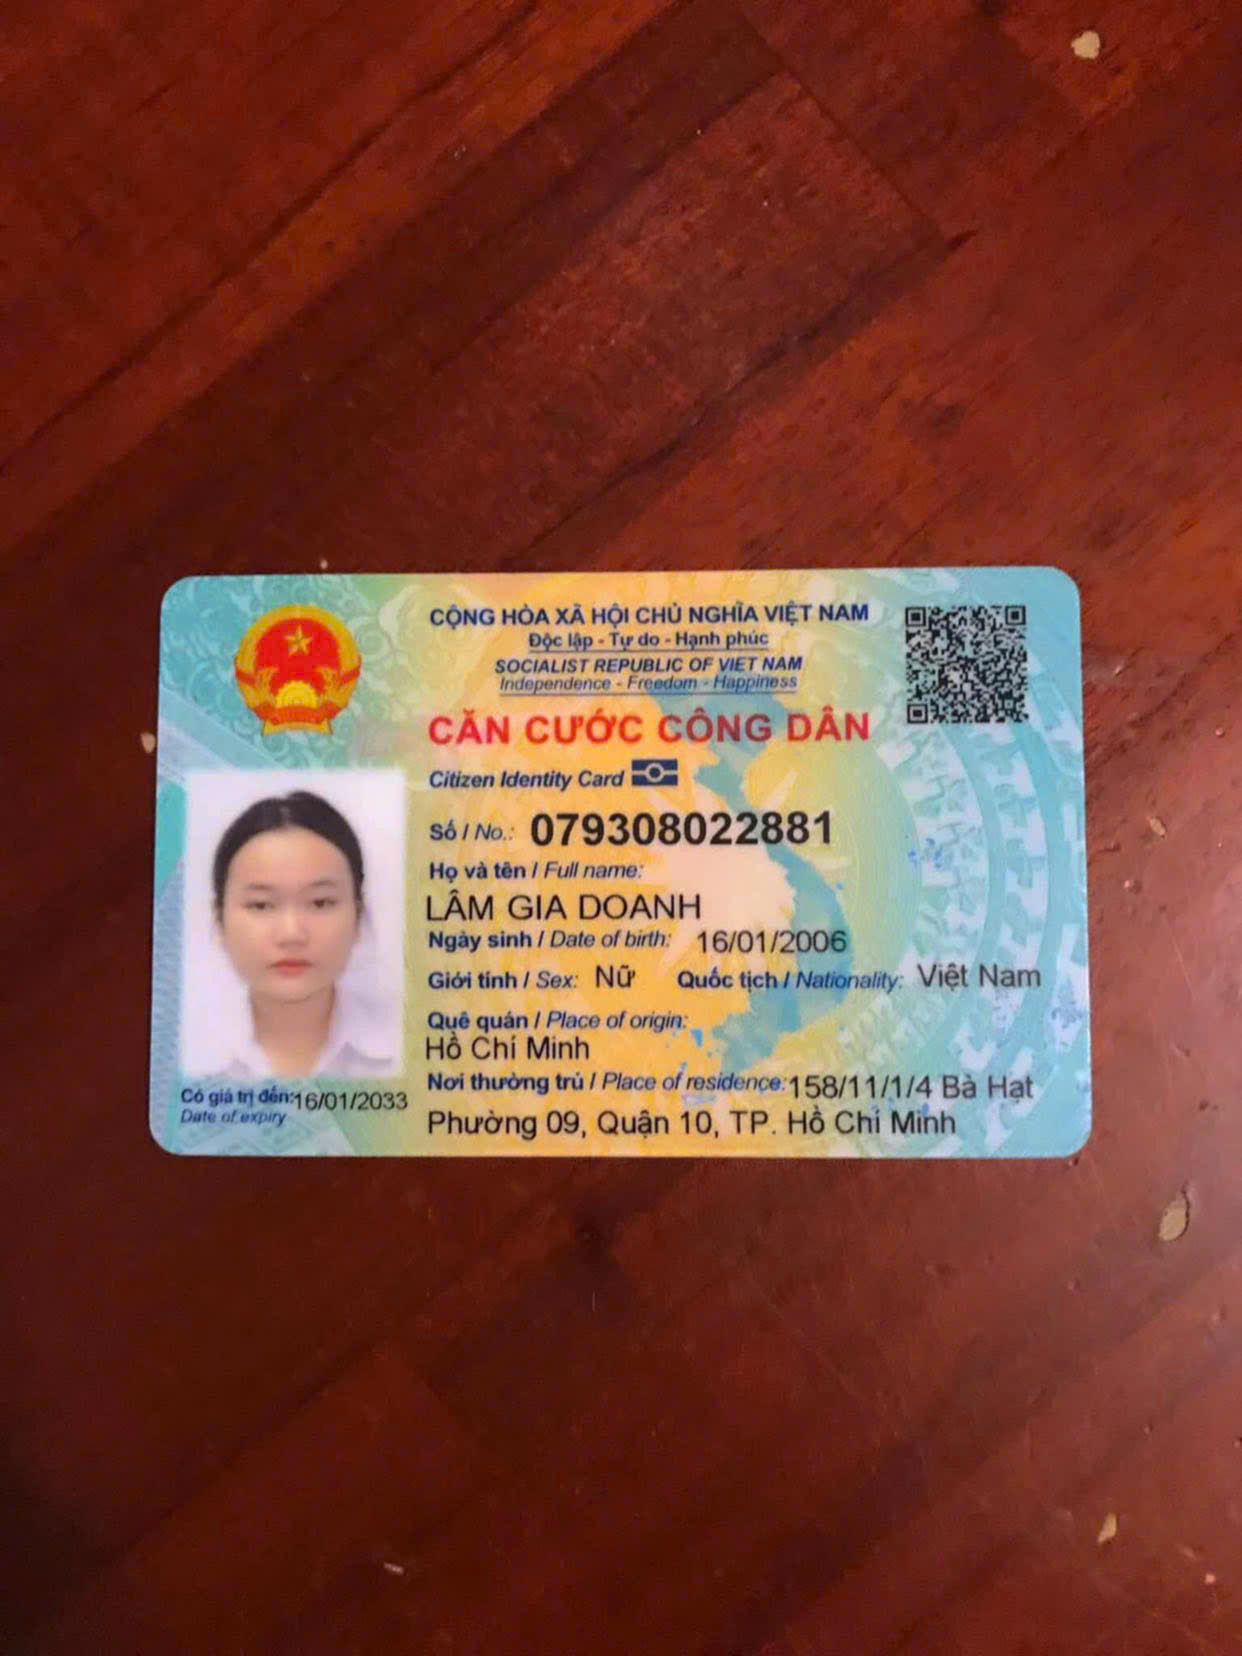 CỘNG HÒA XÃ HỘI CHỦ NGHĨA VIỆT NAM
Độc lập - Tự do - Hạnh phúc
SOCIALIST REPUBLIC OF VIET NAM
Independence - Freedom - Happiness
CĂN CƯỚC CÔNG DÂN
Citizen Identity Card
Số / No.: 079308022881
Họ và tên / Full name:
LÂM GIA DOANH
Ngày sinh / Date of birth: 16/01/2006
Giới tính / Sex: Nữ Quốc tịch / Nationality: Việt Nam
Quê quán / Place of origin:
Hồ Chí Minh
Nơi thường trú / Place of residence: 158/11/1/4 Bà Hạt
Phường 09, Quận 10, TP. Hồ Chí Minh
Có giá trị đến: 16/01/2033
Date of expiry